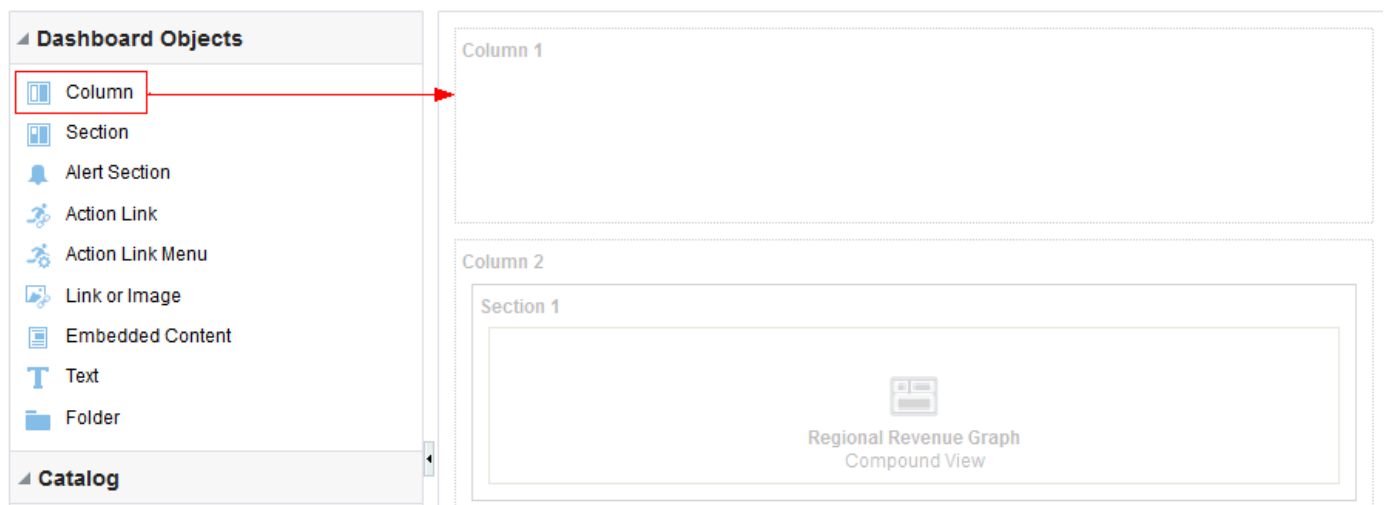 Dashboard Objects
Column
Section
Alert Section
Action Link
Action Link Menu
Link or Image
Embedded Content
Text
Folder
Catalog
Column 1
Column 2
Section 1
Regional Revenue Graph
Compound View